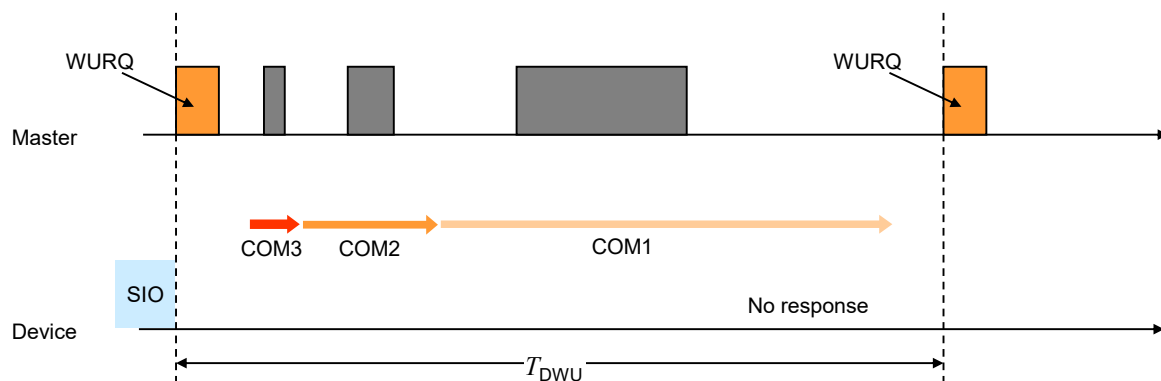 WURQ
WURQ
Master
COM3
COM2
COM1
SIO
No response
Device
TDWU